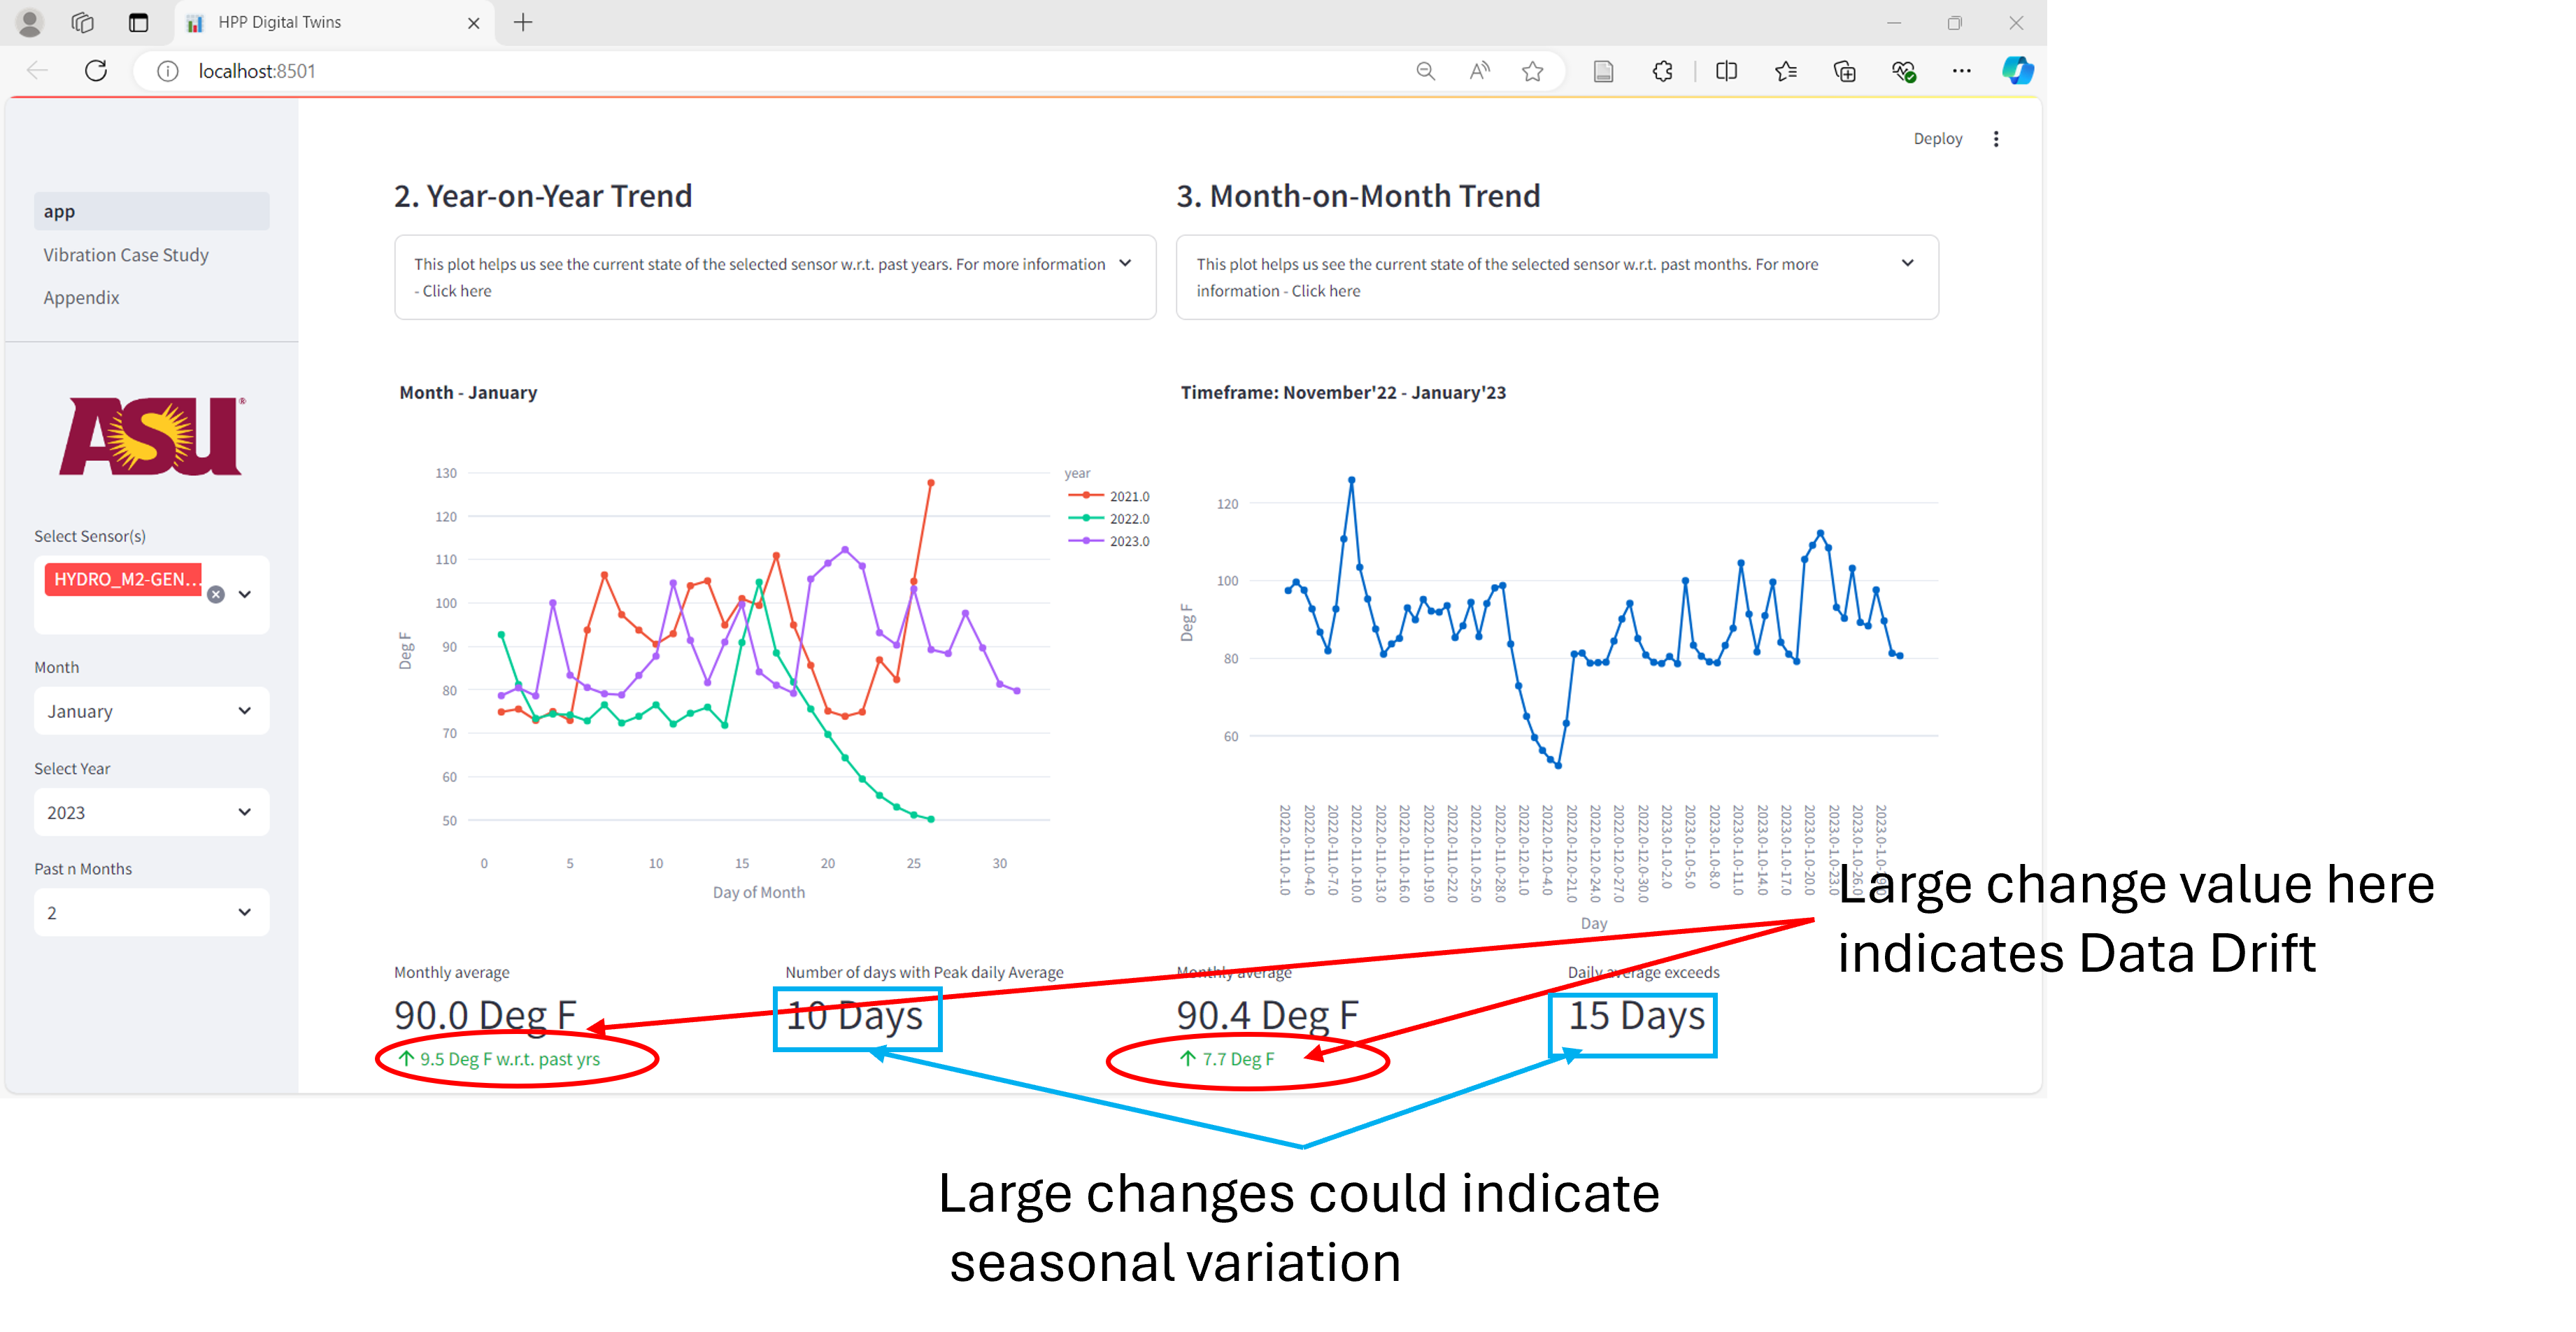 HPP Digital Twins
localhost:8501
Deploy
app
Vibration Case Study
Appendix
ASU®
Select Sensor(s)
HYDRO_M2-GEN...
Month
January
Select Year
2023
Past n Months
2
2. Year-on-Year Trend
This plot helps us see the current state of the selected sensor w.r.t. past years. For more information
- Click here
Month - January
130
120
110
100
90
80
70
60
50
Deg F
0 5 10 15 20 25 30
Day of Month
year
2021.0
2022.0
2023.0
Monthly average
90.0 Deg F
↑ 9.5 Deg F w.r.t. past yrs
Number of days with Peak daily Average
10 Days
3. Month-on-Month Trend
This plot helps us see the current state of the selected sensor w.r.t. past months. For more
information - Click here
Timeframe: November'22 - January'23
120
100
80
60
Deg F
2022.0-11.0-1.0
2022.0-11.0-4.0
2022.0-11.0-7.0
2022.0-11.0-10.0
2022.0-11.0-13.0
2022.0-11.0-16.0
2022.0-11.0-19.0
2022.0-11.0-22.0
2022.0-11.0-25.0
2022.0-11.0-28.0
2022.0-12.0-1.0
2022.0-12.0-4.0
2022.0-12.0-21.0
2022.0-12.0-24.0
2022.0-12.0-27.0
2022.0-12.0-30.0
2023.0-1.0-2.0
2023.0-1.0-5.0
2023.0-1.0-8.0
2023.0-1.0-11.0
2023.0-1.0-14.0
2023.0-1.0-17.0
2023.0-1.0-20.0
2023.0-1.0-23.0
2023.0-1.0-26.0
Day
Monthly average
90.4 Deg F
↑ 7.7 Deg F
Daily average exceeds
15 Days
Large change value here
indicates Data Drift
Large changes could indicate
seasonal variation